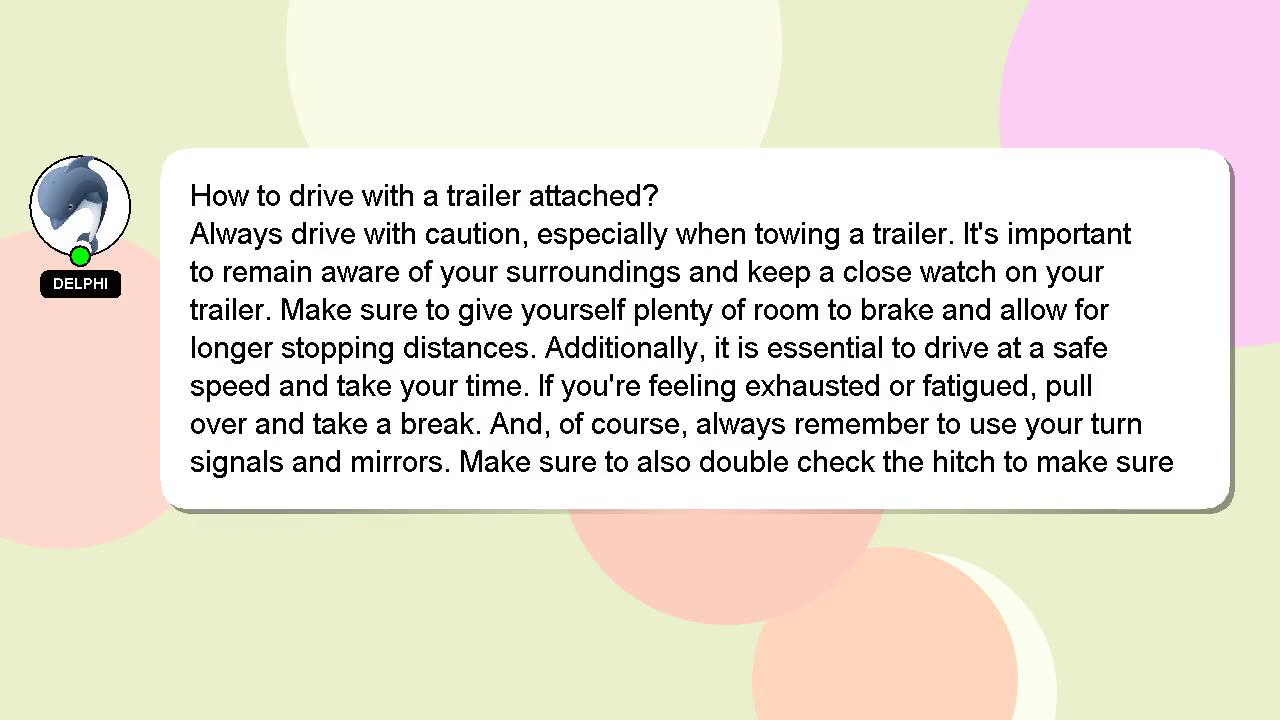 How to drive with a trailer attached?
Always drive with caution, especially when towing a trailer. It's important
to remain aware of your surroundings and keep a close watch on your
trailer. Make sure to give yourself plenty of room to brake and allow for
longer stopping distances. Additionally, it is essential to drive at a safe
speed and take your time. If you're feeling exhausted or fatigued, pull
over and take a break. And, of course, always remember to use your turn
signals and mirrors. Make sure to also double check the hitch to make sure
DELPHI